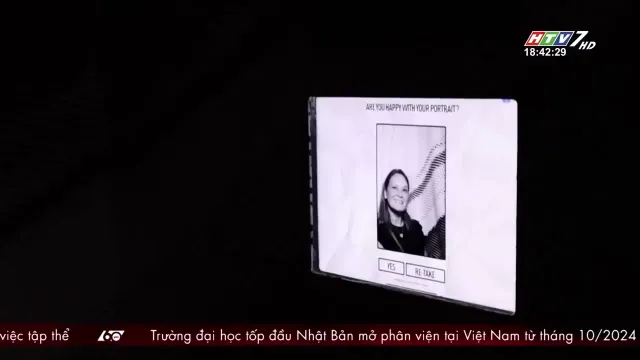 HTV7 HD
18:42:29
ARE YOU HAPPY WITH YOUR PORTRAIT?
YES
RE-TAKE
việc tập thể
60
Trường đại học tốp đầu Nhật Bản mở phân viện tại Việt Nam từ tháng 10/2024